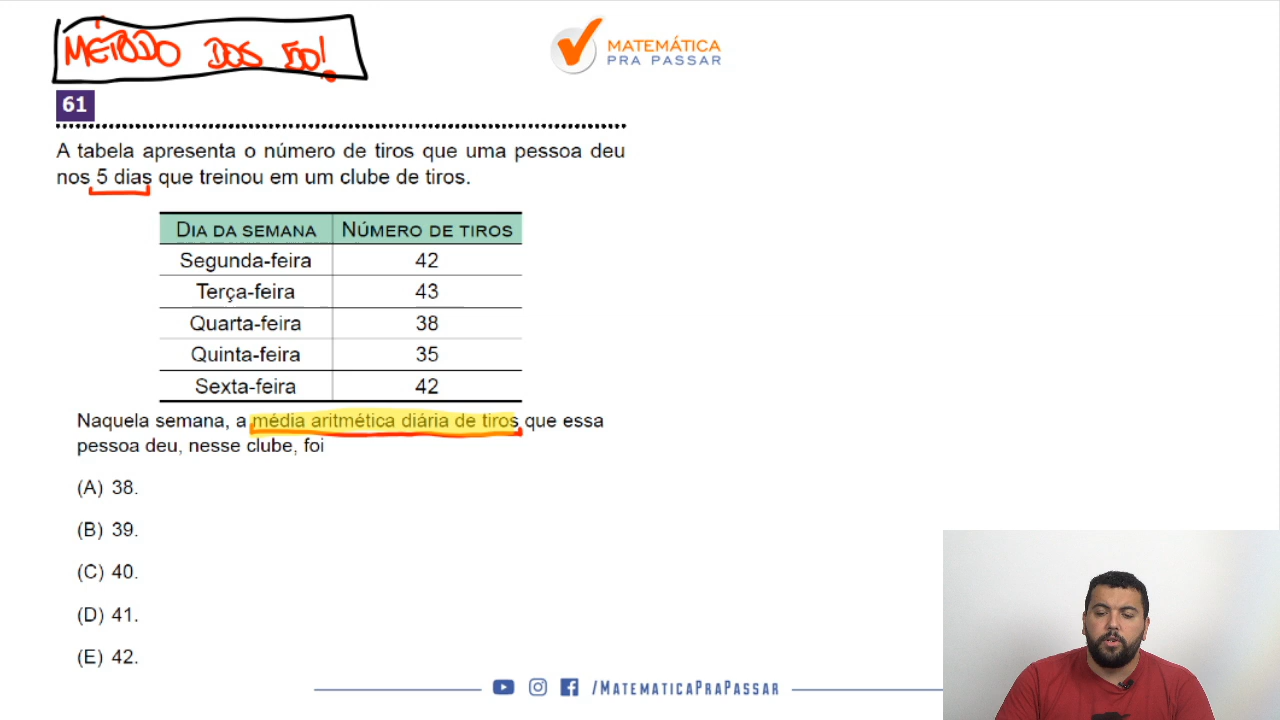 MÉTODO DOS 50!
MATEMÁTICA
PRA PASSAR
61
A tabela apresenta o número de tiros que uma pessoa deu
nos 5 dias que treinou em um clube de tiros.
DIA DA SEMANA NÚMERO DE TIROS
Segunda-feira 42
Terça-feira 43
Quarta-feira 38
Quinta-feira 35
Sexta-feira 42
Naquela semana, a média aritmética diária de tiros que essa
pessoa deu, nesse clube, foi
(A) 38.
(B) 39.
(C) 40.
(D) 41.
(E) 42.
/MATEMATICAPRAPASSAR